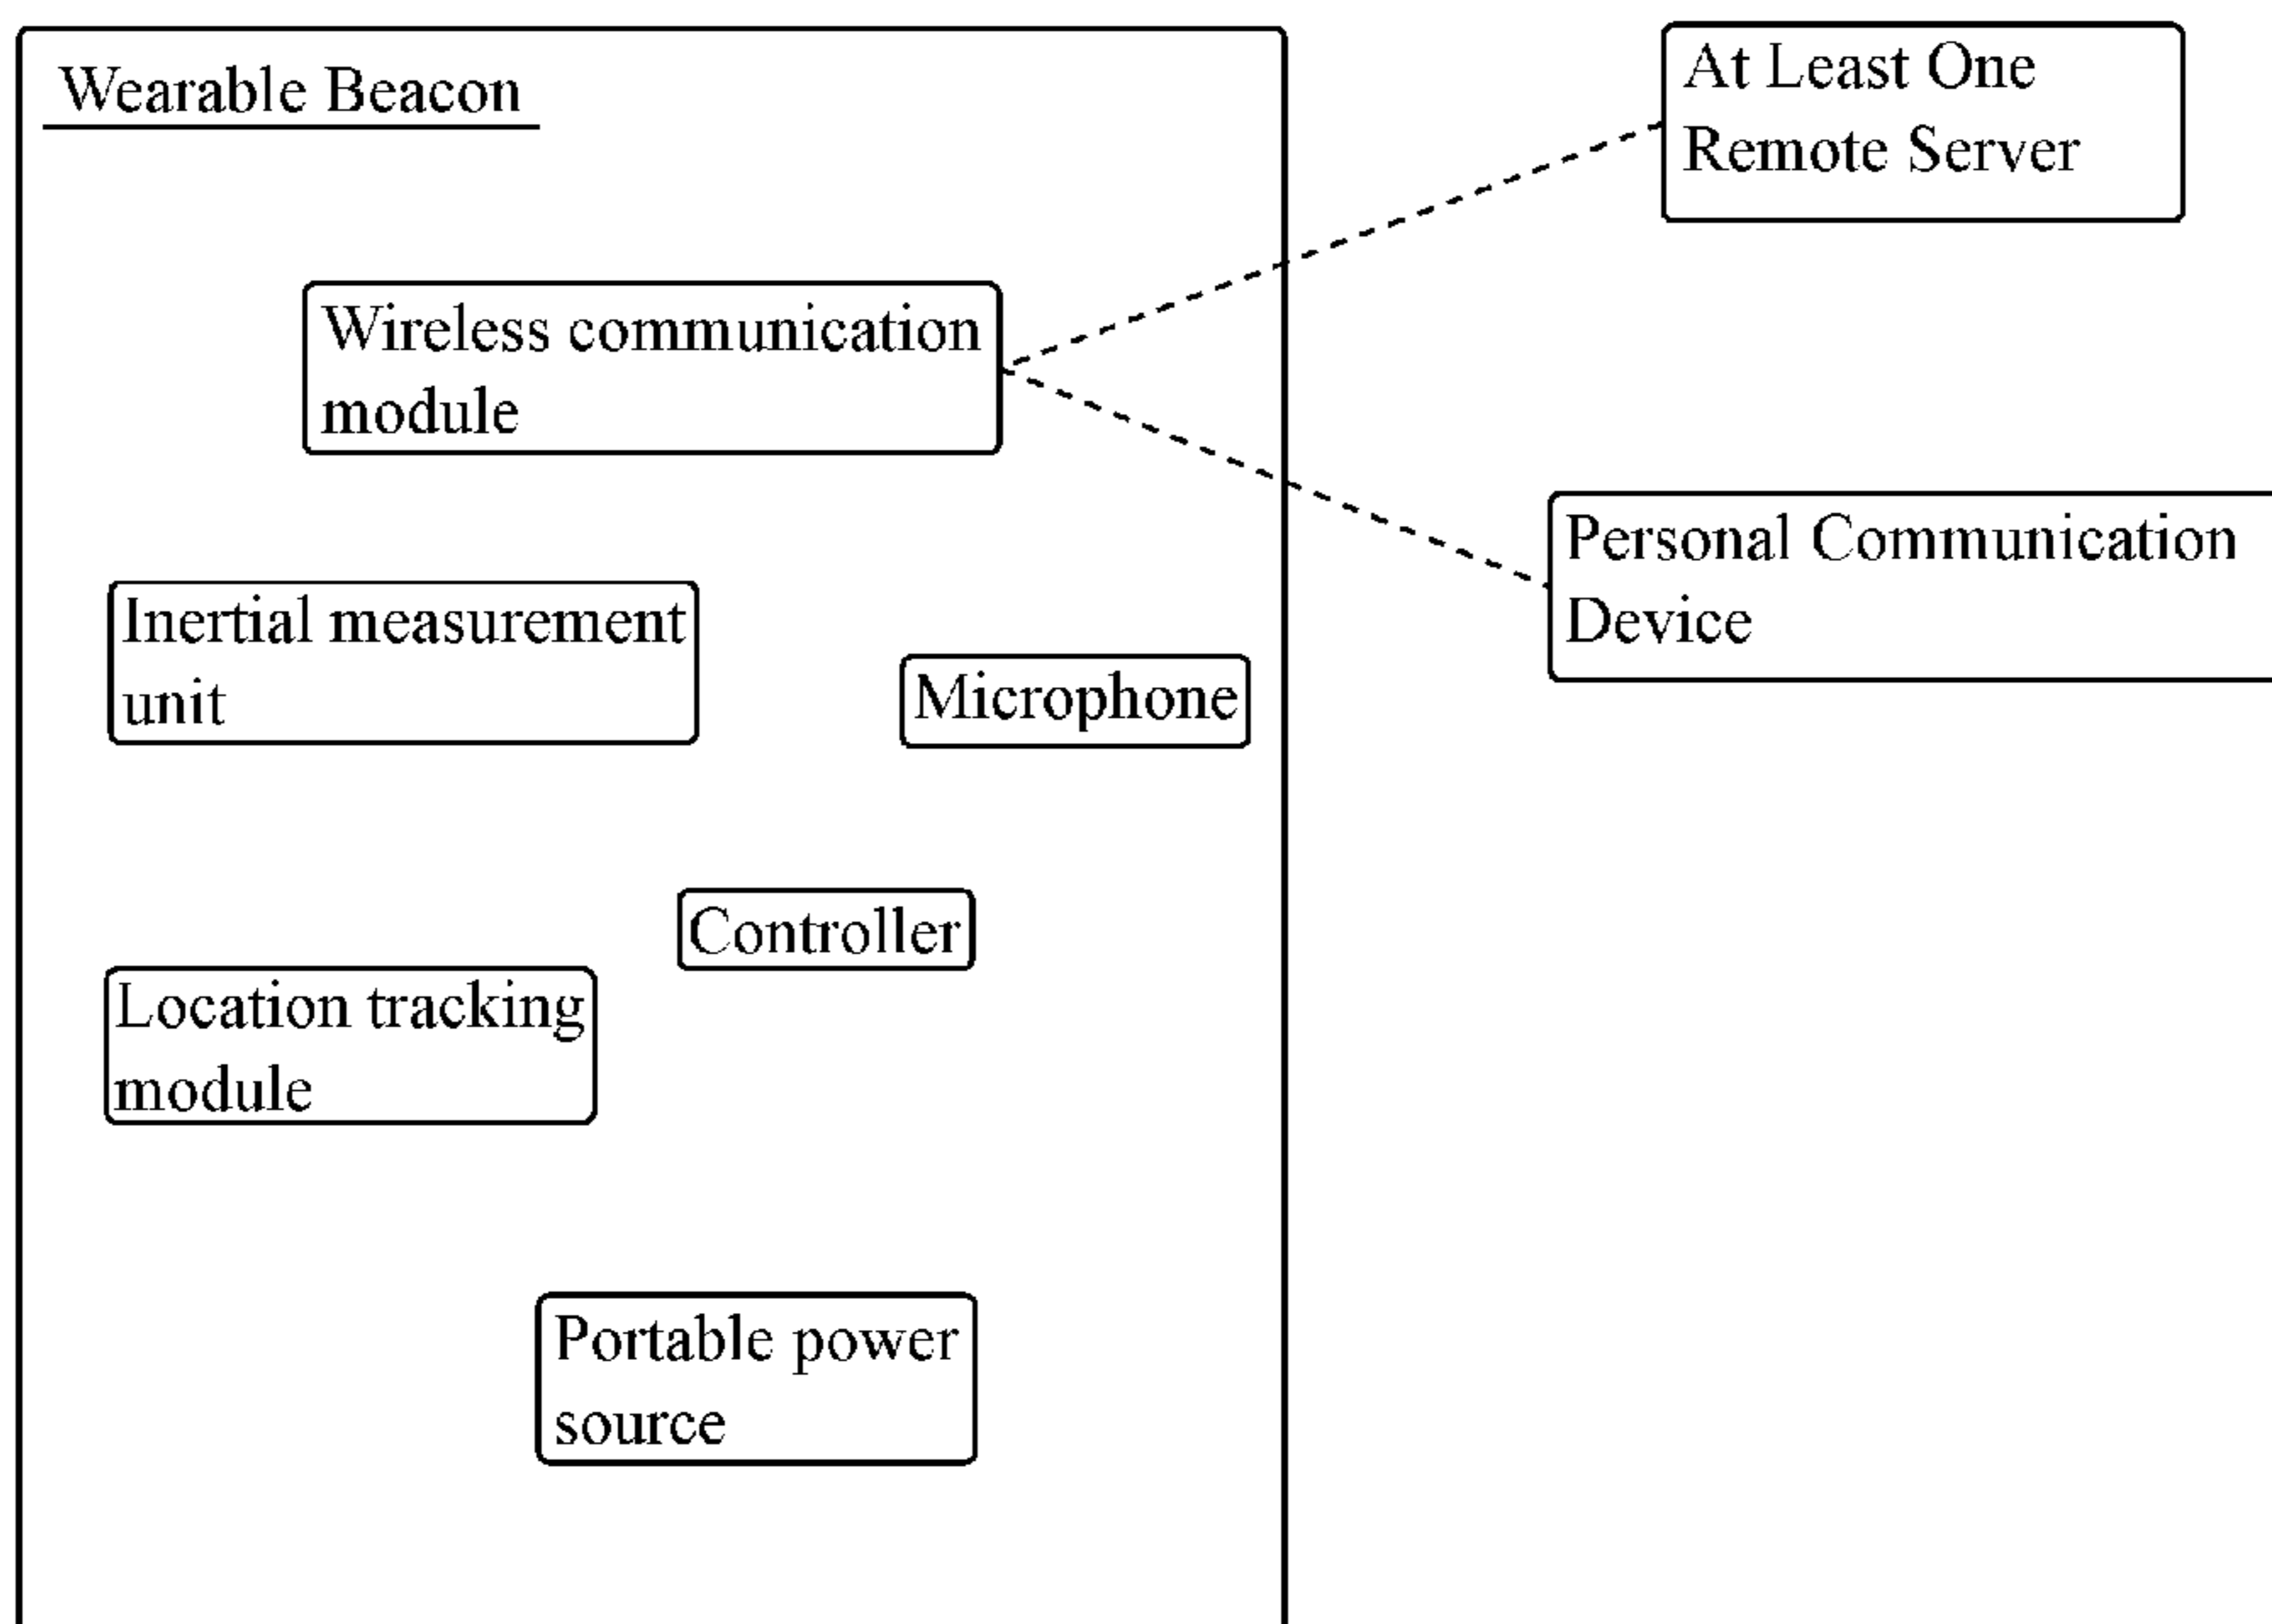 Wearable Beacon
At Least One
Remote Server
Wireless communication
module
Personal Communication
Device
Inertial measurement
unit
Microphone
Controller
Location tracking
module
Portable power
source